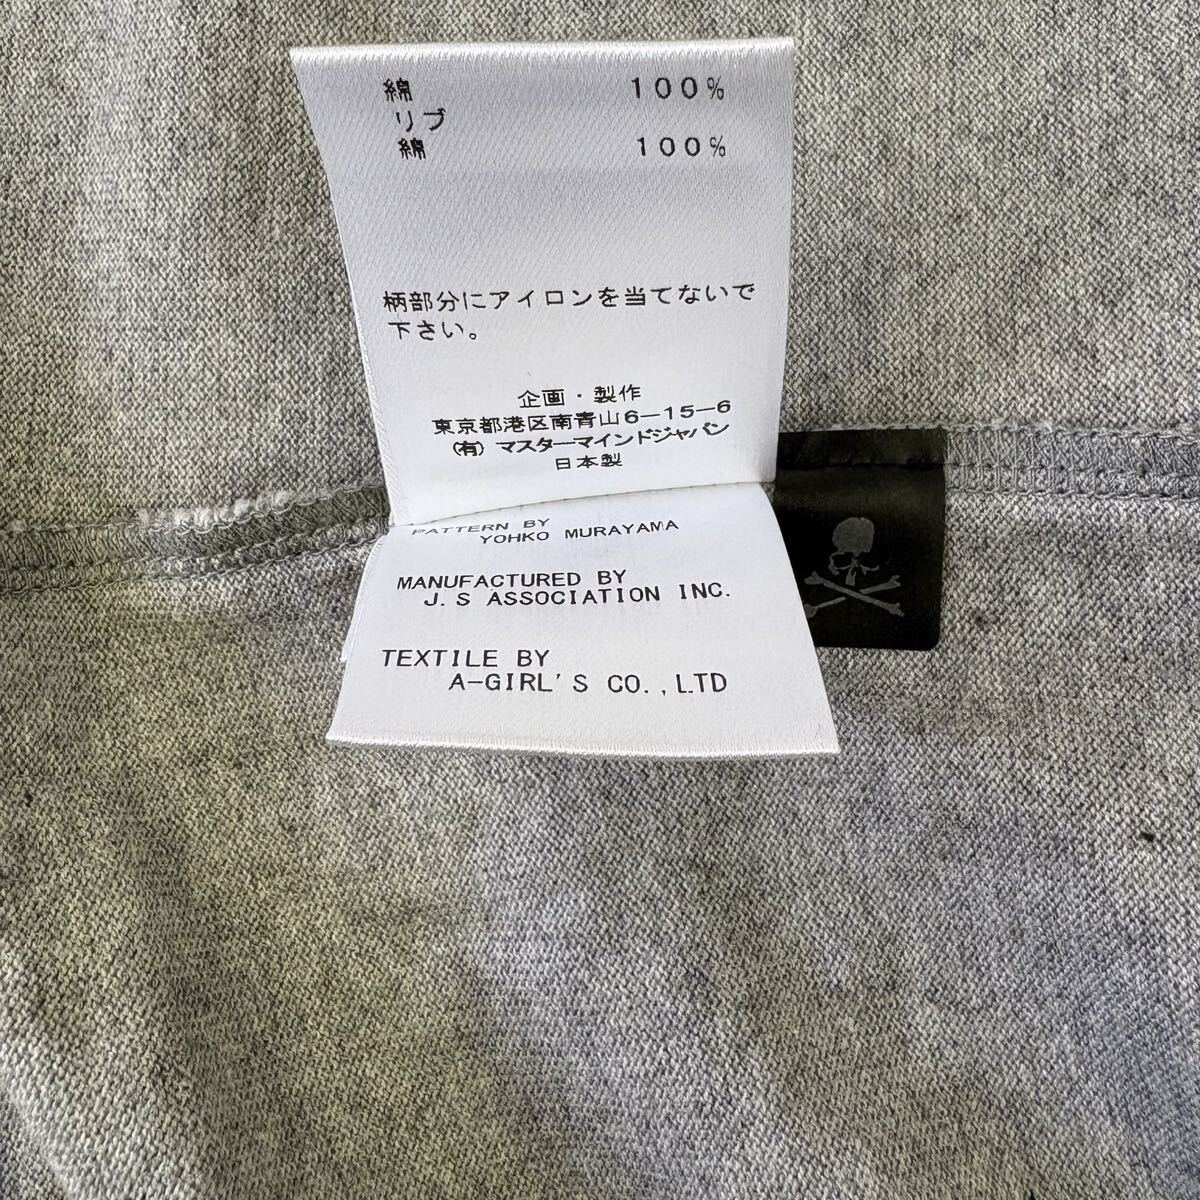 綿 100%
リブ
綿 100%
柄部分にアイロンを当てないで
下さい。
企画・製作
東京都港区南青山6-15-6
(有)マスターマインドジャパン
日本製
PATTERN BY
YOHKO MURAYAMA
MANUFACTURED BY
J.S ASSOCIATION INC.
TEXTILE BY
A-GIRL'S CO.,LTD